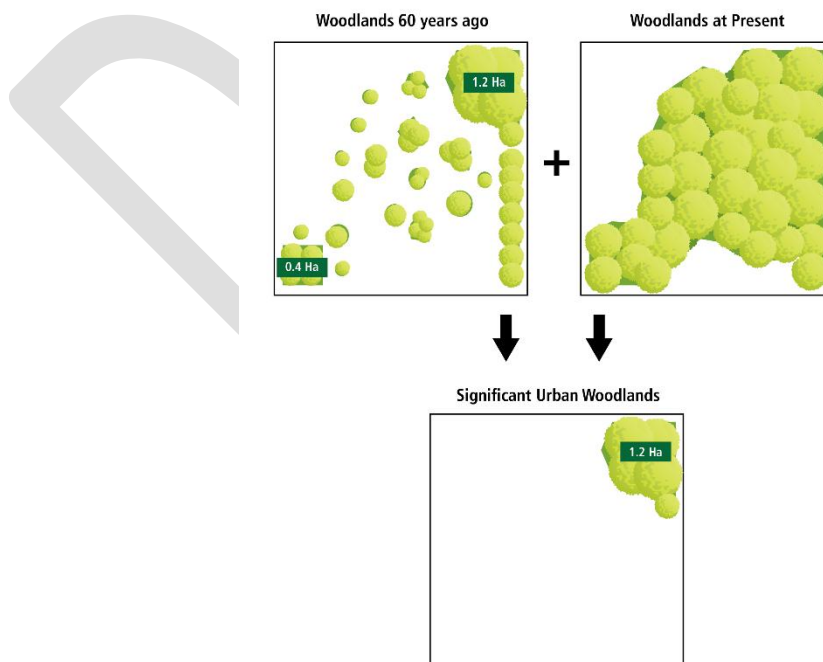 Woodlands 60 years ago
Woodlands at Present
1.2 Ha
+
0.4 Ha
Significant Urban Woodlands
1.2 Ha